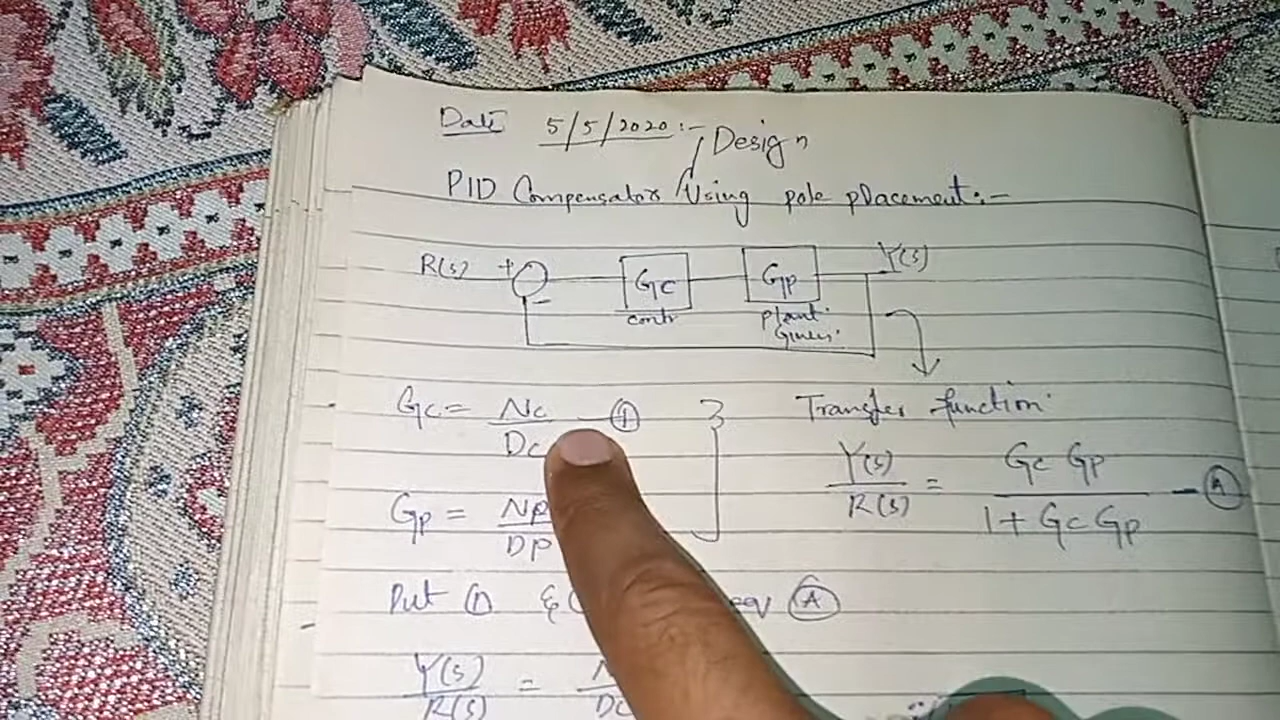 Date 5/5/2020 :-
Design
PID Compensator Using pole placement:-
R(s) + Gc Gp Y(s)
-
contr plant
Given.
Gc = Nc/Dc — ①
Transfer function
Y(s)/R(s) = Gc Gp / 1 + Gc Gp — Ⓐ
Gp = Np/Dp
Put ① & Ⓐ
Y(s)/R(s) =